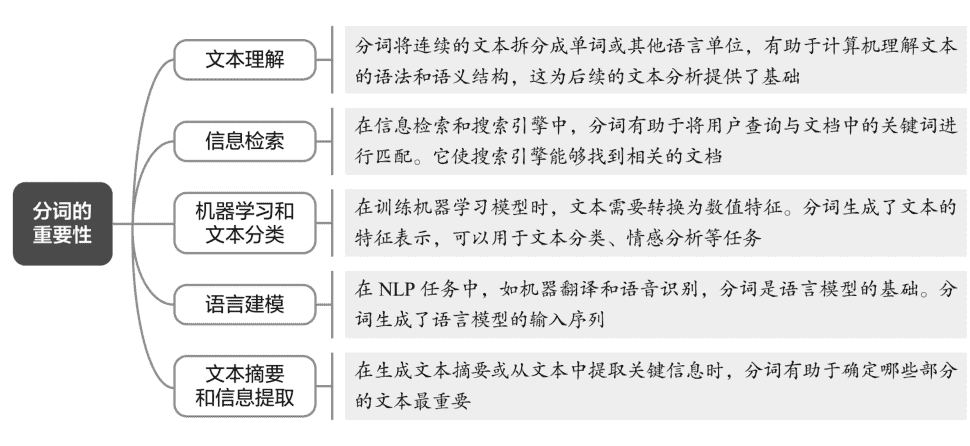 分词的
重要性
文本理解
分词将连续的文本拆分成单词或其他语言单位，有助于计算机理解文本
的语法和语义结构，这为后续的文本分析提供了基础
信息检索
在信息检索和搜索引擎中，分词有助于将用户查询与文档中的关键词进
行匹配。它使搜索引擎能够找到相关的文档
机器学习和
文本分类
在训练机器学习模型时，文本需要转换为数值特征。分词生成了文本的
特征表示，可以用于文本分类、情感分析等任务
语言建模
在 NLP 任务中，如机器翻译和语音识别，分词是语言模型的基础。分
词生成了语言模型的输入序列
文本摘要
和信息提取
在生成文本摘要或从文本中提取关键信息时，分词有助于确定哪些部分
的文本最重要